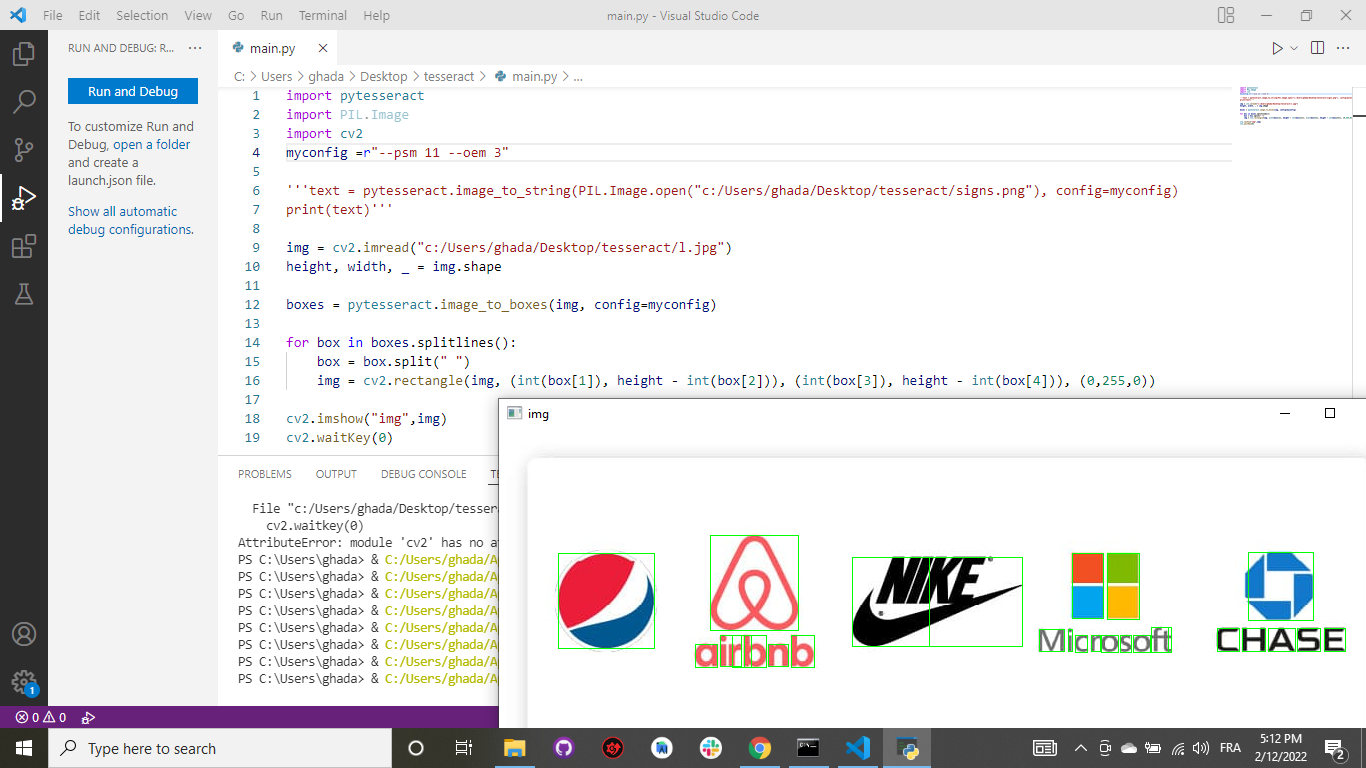 File Edit Selection View Go Run Terminal Help
main.py - Visual Studio Code
RUN AND DEBUG: R...
Run and Debug
To customize Run and
Debug, open a folder
and create a
launch.json file.
Show all automatic
debug configurations.
main.py
C: > Users > ghada > Desktop > tesseract > main.py > ...
1 import pytesseract
2 import PIL.Image
3 import cv2
4 myconfig =r"--psm 11 --oem 3"
5
6 '''text = pytesseract.image_to_string(PIL.Image.open("c:/Users/ghada/Desktop/tesseract/signs.png"), config=myconfig)
7 print(text)'''
8
9 img = cv2.imread("c:/Users/ghada/Desktop/tesseract/l.jpg")
10 height, width, _ = img.shape
11
12 boxes = pytesseract.image_to_boxes(img, config=myconfig)
13
14 for box in boxes.splitlines():
15 box = box.split(" ")
16 img = cv2.rectangle(img, (int(box[1]), height - int(box[2])), (int(box[3]), height - int(box[4])), (0,255,0))
17
18 cv2.imshow("img",img)
19 cv2.waitKey(0)
PROBLEMS OUTPUT DEBUG CONSOLE
File "c:/Users/ghada/Desktop/tesser
cv2.waitkey(0)
AttributeError: module 'cv2' has no a
PS C:\Users\ghada> & C:/Users/ghada/A
PS C:\Users\ghada> & C:/Users/ghada/A
PS C:\Users\ghada> & C:/Users/ghada/A
PS C:\Users\ghada> & C:/Users/ghada/A
PS C:\Users\ghada> & C:/Users/ghada/A
PS C:\Users\ghada> & C:/Users/ghada/A
PS C:\Users\ghada> & C:/Users/ghada/A
PS C:\Users\ghada> & C:/Users/ghada/A
img
NIKE
airbnb
Microsoft
CHASE
1
0 0
Type here to search
FRA
5:12 PM
2/12/2022
2